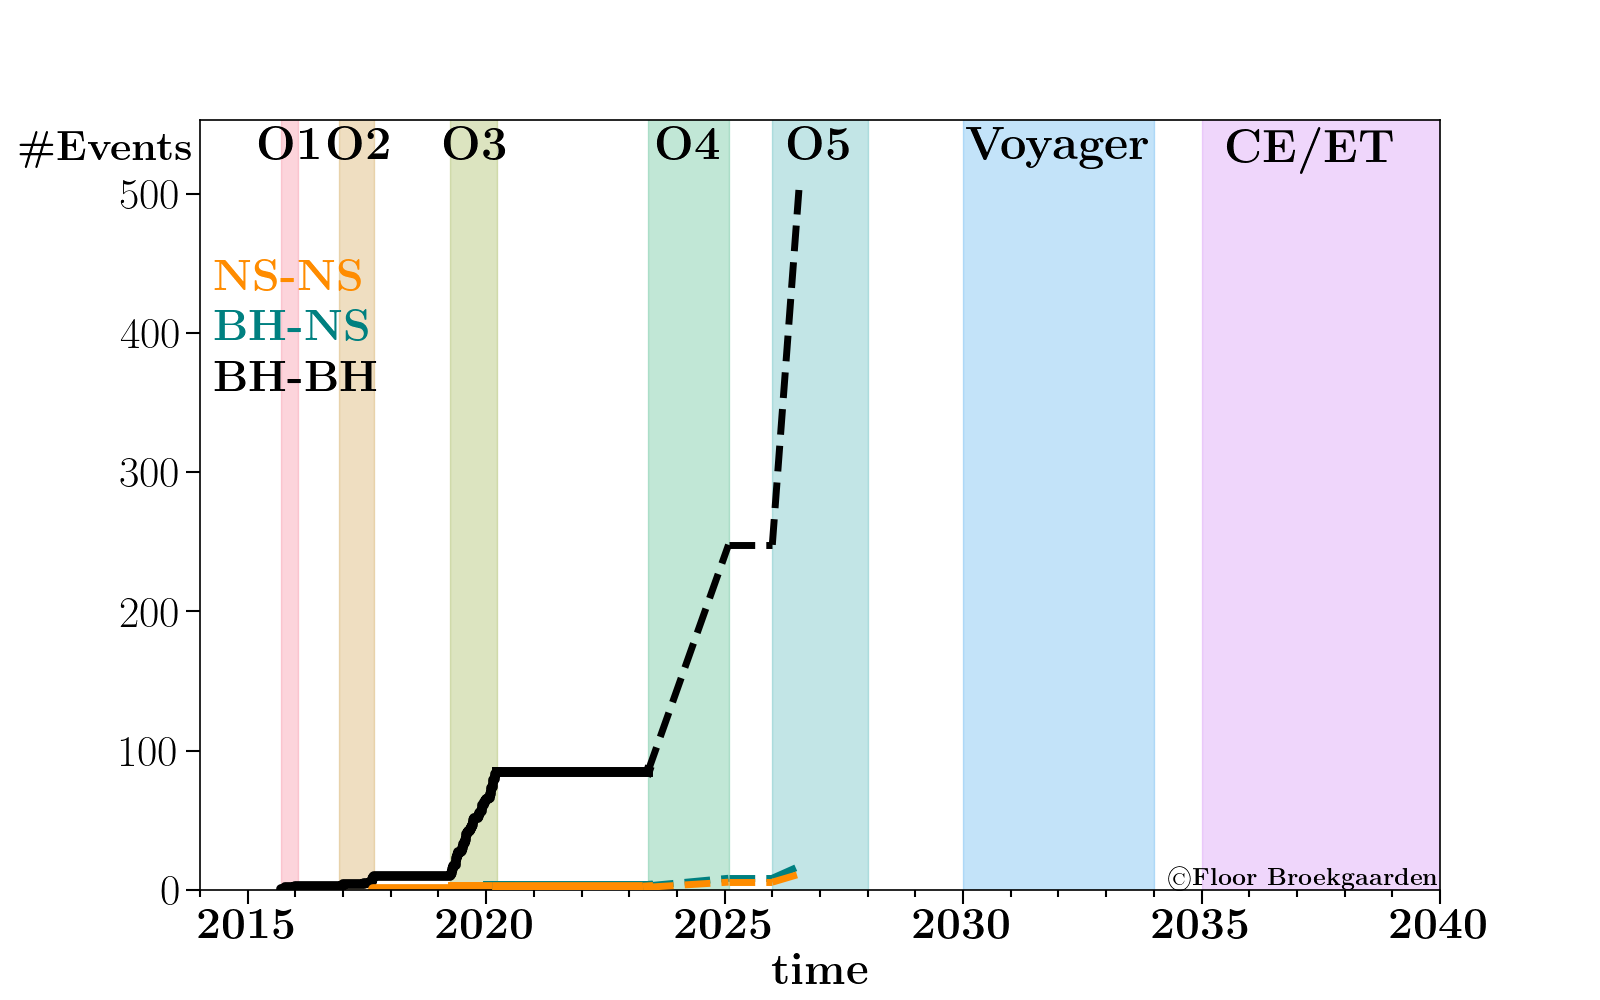 #Events
O1 O2 O3 O4 O5 Voyager CE/ET
500
NS-NS
BH-NS
400
BH-BH
300
200
100
0
©Floor Broekgaarden
2015 2020 2025 2030 2035 2040
time